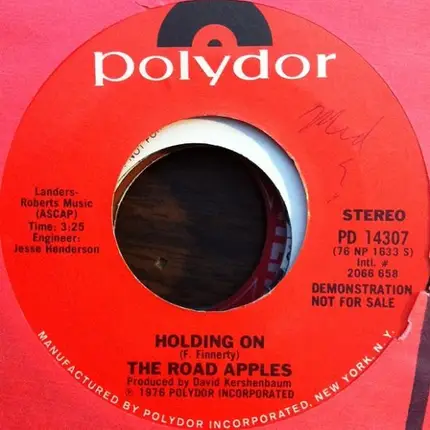 polydor
Landers-
Roberts Music
(ASCAP)
Time: 3:25
Engineer:
Jesse Henderson
STEREO
PD 14307
(76 NP 1633 S)
Intl. #
2066 658
DEMONSTRATION
NOT FOR SALE
HOLDING ON
(F. Finnerty)
THE ROAD APPLES
Produced by David Kershenbaum
℗ 1976 POLYDOR INCORPORATED
MANUFACTURED BY POLYDOR INCORPORATED, NEW YORK, N.Y.
NOT FO